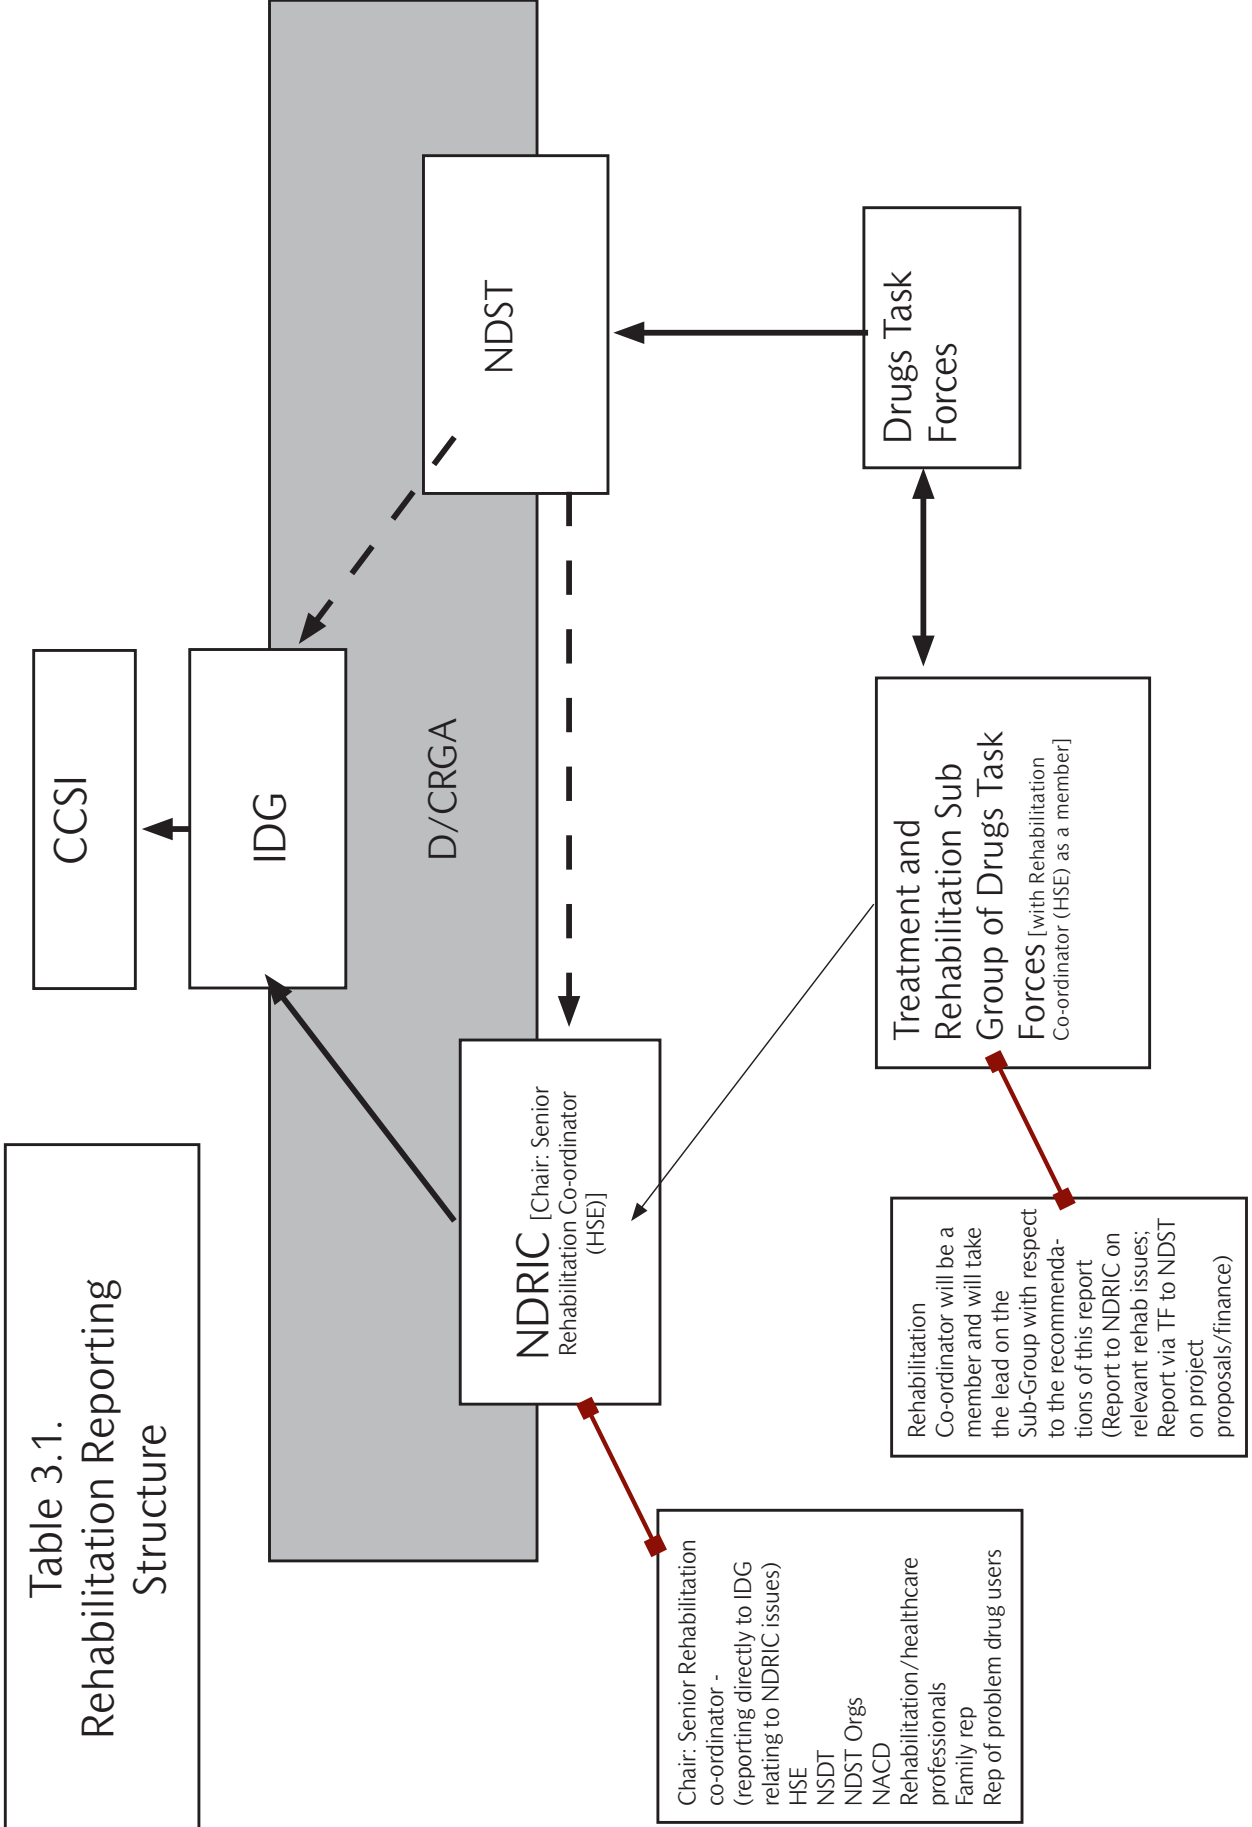 Table 3.1.
Rehabilitation Reporting
Structure
CCSI
IDG
D/CRGA
NDRIC [Chair: Senior
Rehabilitation Co-ordinator
(HSE)]
NDST
Chair: Senior Rehabilitation
co-ordinator -
(reporting directly to IDG
relating to NDRIC issues)
HSE
NSDT
NDST Orgs
NACD
Rehabilitation/healthcare
professionals
Family rep
Rep of problem drug users
Rehabilitation
Co-ordinator will be a
member and will take
the lead on the
Sub-Group with respect
to the recommenda-
tions of this report
(Report to NDRIC on
relevant rehab issues;
Report via TF to NDST
on project
proposals/finance)
Treatment and
Rehabilitation Sub
Group of Drugs Task
Forces [with Rehabilitation
Co-ordinator (HSE) as a member]
Drugs Task
Forces